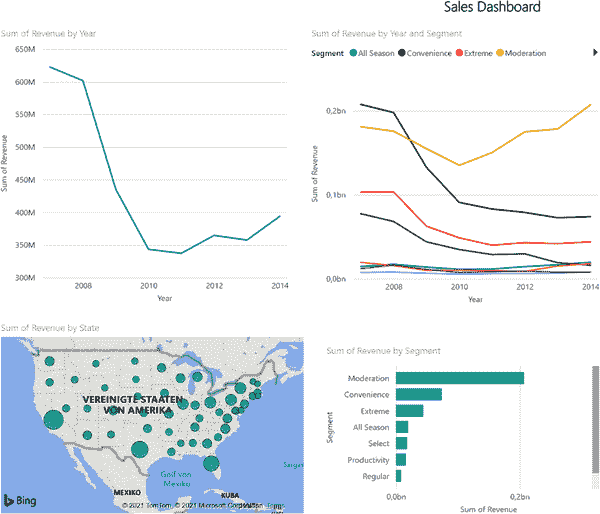 Sales Dashboard
Sum of Revenue by Year
650M
600M
550M
500M
450M
400M
350M
300M
Sum of Revenue
2008
2010
2012
2014
Year
Sum of Revenue by Year and Segment
Segment All Season Convenience Extreme Moderation
0,2bn
0,1bn
0,0bn
Sum of Revenue
2008
2010
2012
2014
Year
Sum of Revenue by State
VEREINIGTE STAATEN
VON AMERIKA
Golf von
Mexiko
MEXIKO
KUBA
Bing
© 2021 TomTom, © 2021 Microsoft Corporation Terms
Sum of Revenue by Segment
Segment
Moderation
Convenience
Extreme
All Season
Select
Productivity
Regular
0,0bn
0,2bn
Sum of Revenue